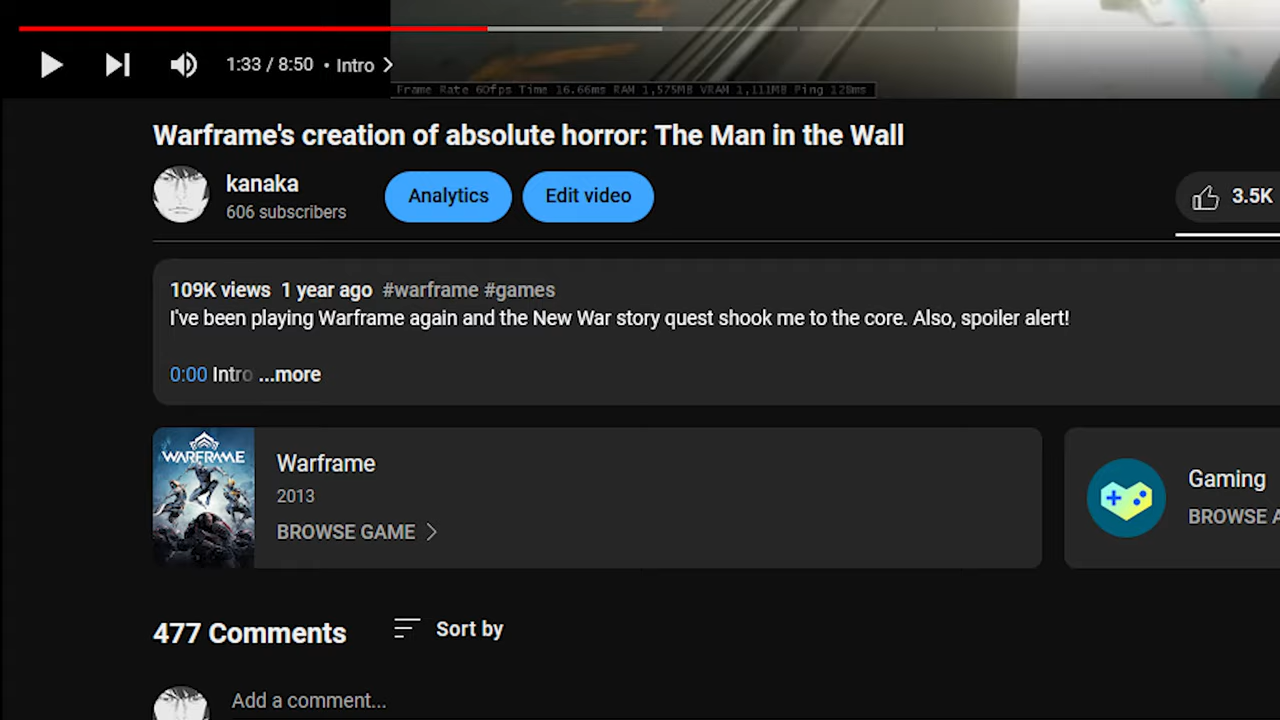 1:33 / 8:50 • Intro
Frame Rate 60fps Time 16.66ms RAM 1,575MB VRAM 1,111MB Ping 128ms
Warframe's creation of absolute horror: The Man in the Wall
kanaka
606 subscribers
Analytics
Edit video
3.5K
109K views 1 year ago #warframe #games
I've been playing Warframe again and the New War story quest shook me to the core. Also, spoiler alert!
0:00 Intro ...more
WARFRAME
Warframe
2013
BROWSE GAME
Gaming
BROWSE A
477 Comments
Sort by
Add a comment...